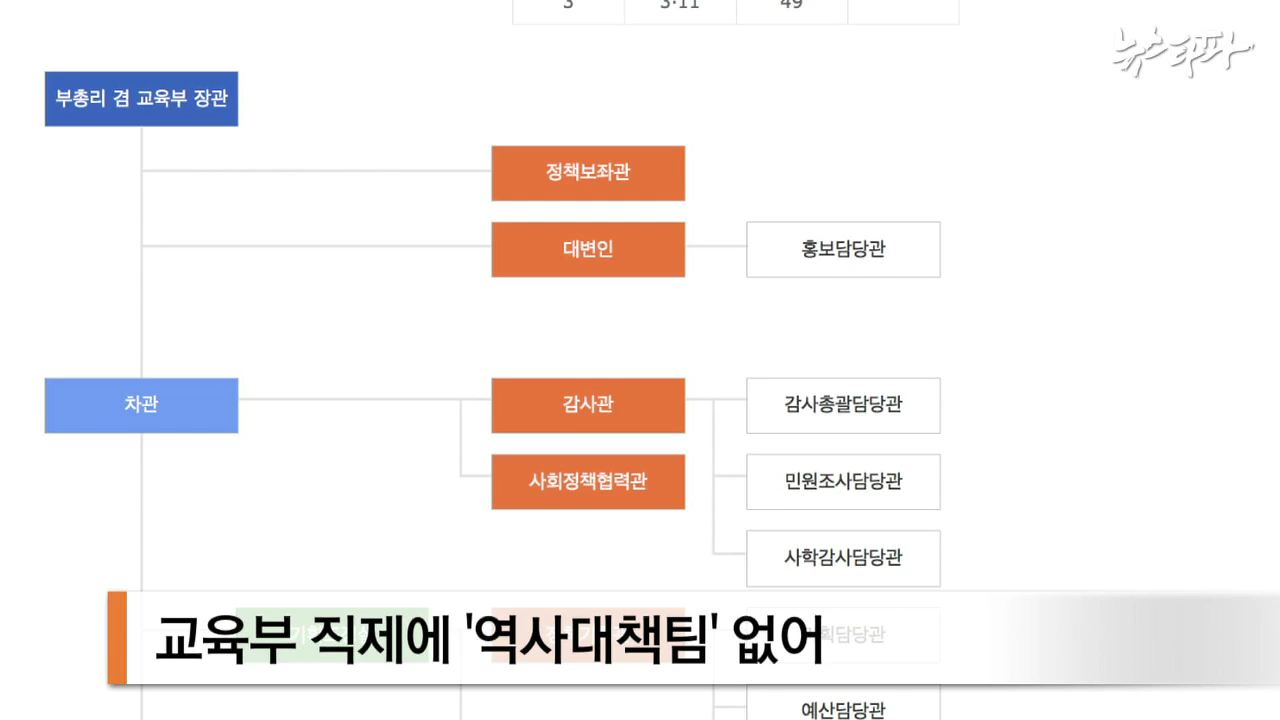 3 3·11 49
뉴스타파
부총리 겸 교육부 장관
정책보좌관
대변인
홍보담당관
차관
감사관
감사총괄담당관
사회정책협력관
민원조사담당관
사학감사담당관
교육부 직제에 '역사대책팀' 없어
예산담당관